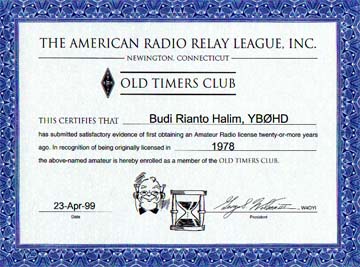 THE AMERICAN RADIO RELAY LEAGUE, INC.
NEWINGTON, CONNECTICUT
OLD TIMERS CLUB
THIS CERTIFIES THAT Budi Rianto Halim, YBØHD
has submitted satisfactory evidence of first obtaining an Amateur Radio license twenty-or-more years
ago. In recognition of being originally licensed in 1978
the above-named amateur is hereby enrolled as a member of the OLD TIMERS CLUB.
23-Apr-99
Date
W4OYI
President